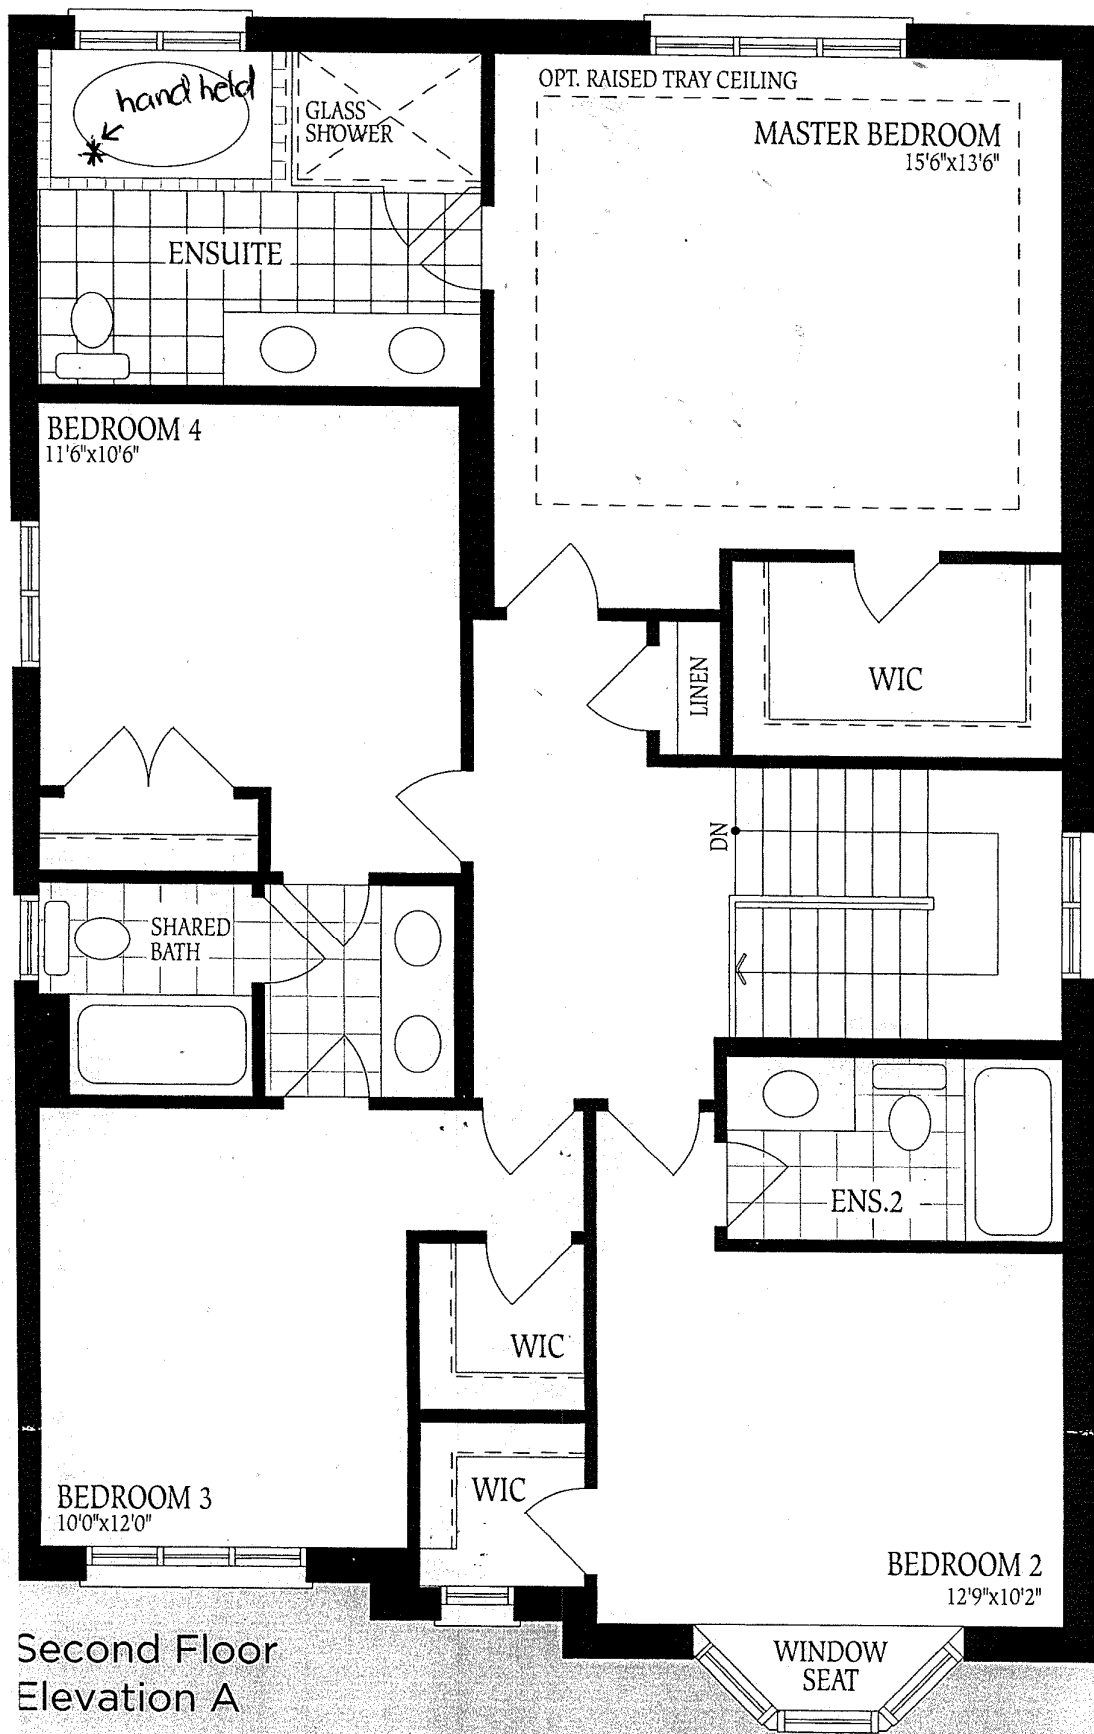 hand held
GLASS
SHOWER
OPT. RAISED TRAY CEILING
MASTER BEDROOM
15'6"x13'6"
ENSUITE
BEDROOM 4
11'6"x10'6"
LINEN
WIC
DN
SHARED
BATH
ENS.2
WIC
WIC
BEDROOM 3
10'0"x12'0"
BEDROOM 2
12'9"x10'2"
WINDOW
SEAT
Second Floor
Elevation A